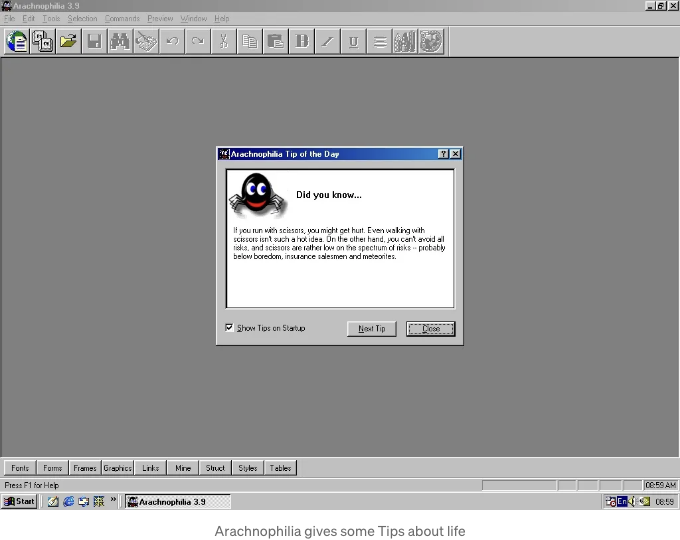 Arachnophilia 3.9
File Edit Tools Selection Commands Preview Window Help
B / U
Arachnophilia Tip of the Day
Did you know...
If you run with scissors, you might get hurt. Even walking with
scissors isn't such a hot idea. On the other hand, you can't avoid all
risks, and scissors are rather low on the spectrum of risks -- probably
below boredom, insurance salesmen and meteorites.
Show Tips on Startup
Next Tip
Close
Fonts Forms Frames Graphics Links Mine Struct Styles Tables
Press F1 for Help
08:59 AM
Start
Arachnophilia 3.9
En
08:59
Arachnophilia gives some Tips about life